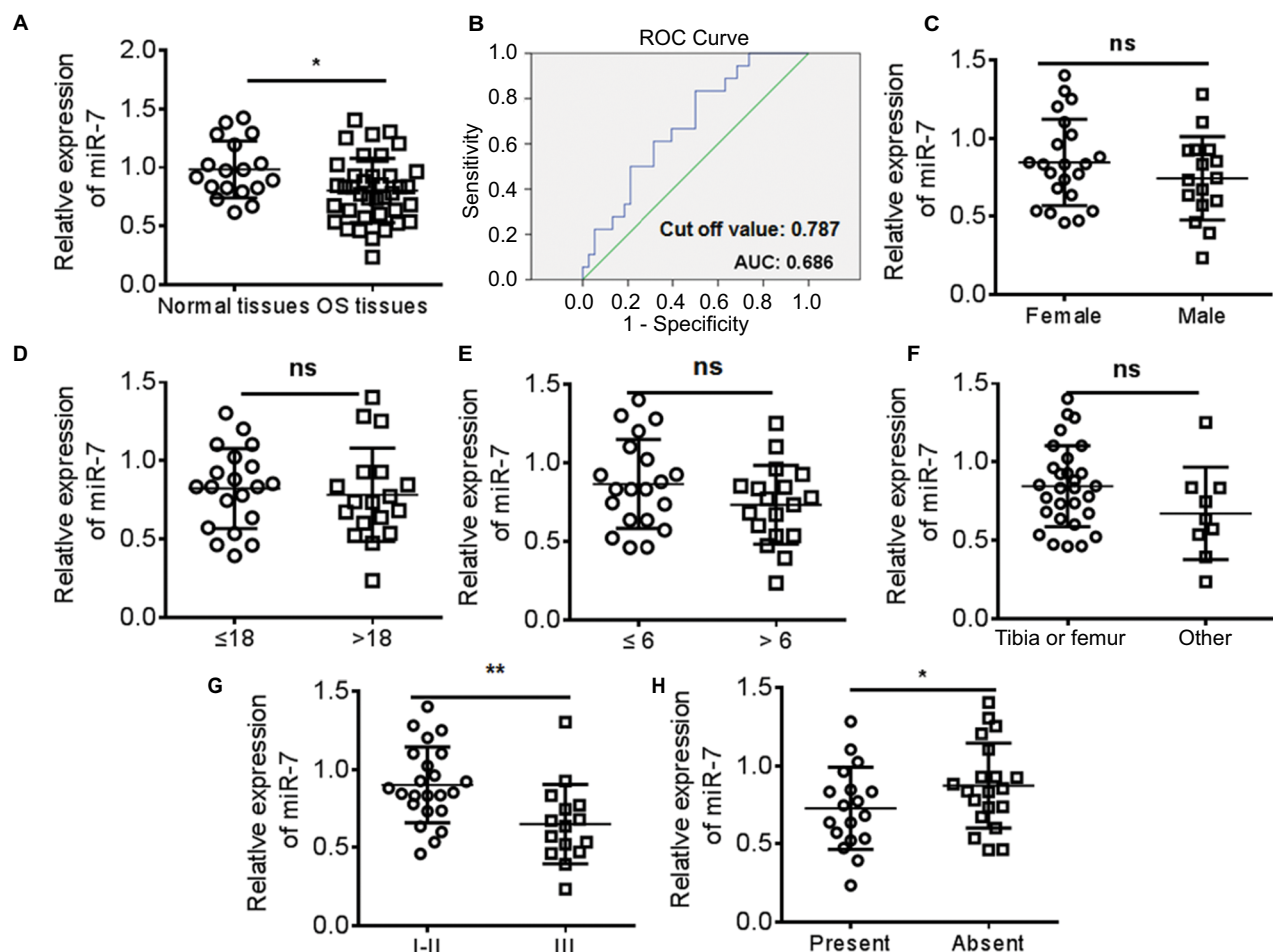 A
Relative expression
of miR-7
2.0
1.5
1.0
0.5
0.0
*
Normal tissues OS tissues
B
ROC Curve
Sensitivity
1.0
0.8
0.6
0.4
0.2
0.0
Cut off value: 0.787
AUC: 0.686
0.0 0.2 0.4 0.6 0.8 1.0
1 - Specificity
C
Relative expression
of miR-7
1.5
1.0
0.5
0.0
ns
Female Male
D
Relative expression
of miR-7
1.5
1.0
0.5
0.0
ns
≤18 >18
E
Relative expression
of miR-7
1.5
1.0
0.5
0.0
ns
≤ 6 > 6
F
Relative expression
of miR-7
1.5
1.0
0.5
0.0
ns
Tibia or femur Other
G
Relative expression
of miR-7
1.5
1.0
0.5
0.0
**
I-II III
H
Relative expression
of miR-7
1.5
1.0
0.5
0.0
*
Present Absent